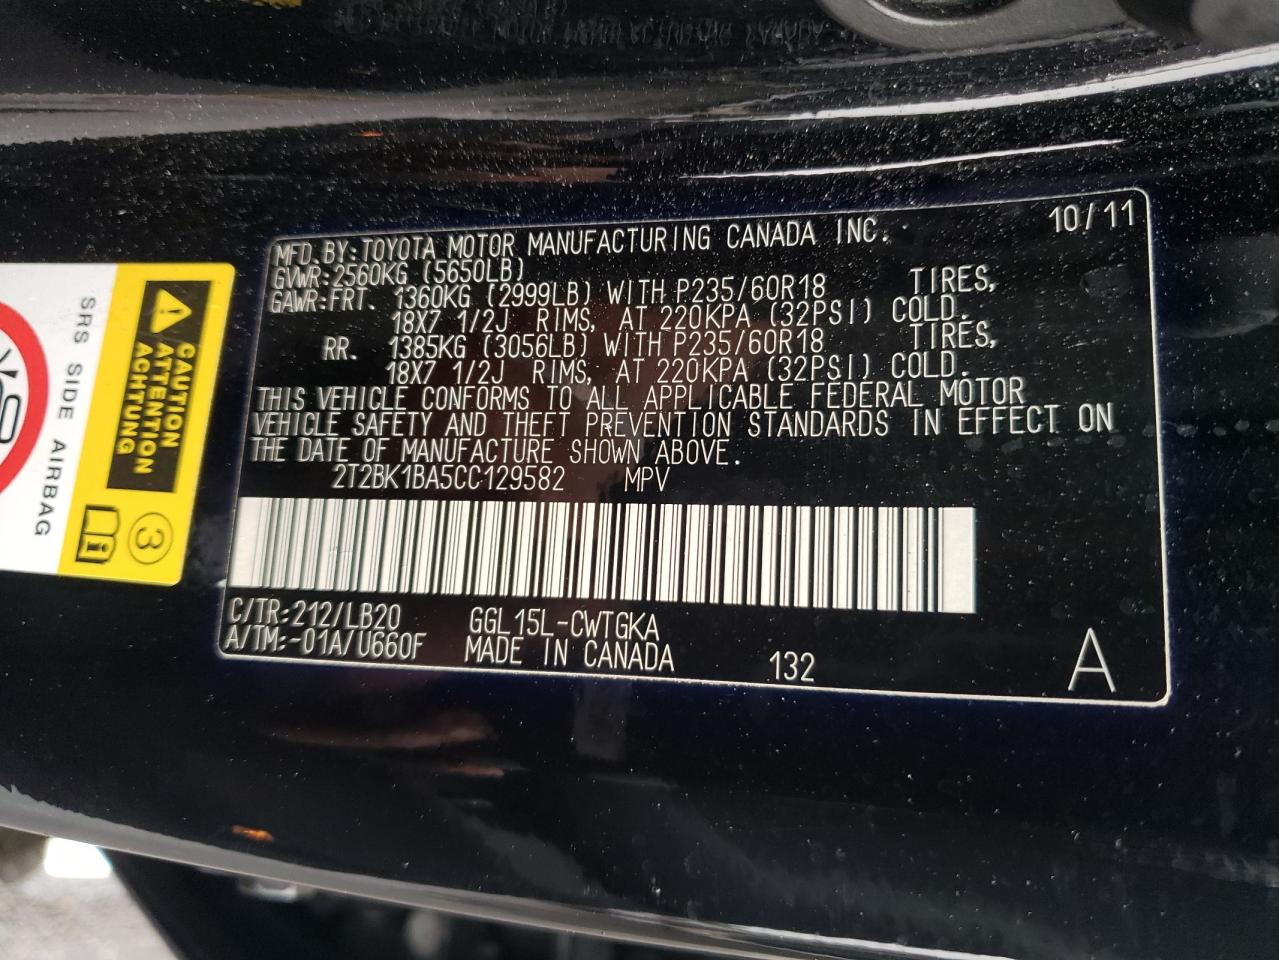 MFD.BY:TOYOTA MOTOR MANUFACTURING CANADA INC. 10/11
GVWR:2560KG (5650LB)
GAWR:FRT. 1360KG (2999LB) WITH P235/60R18 TIRES,
18X7 1/2J RIMS, AT 220KPA (32PSI) COLD.
RR. 1385KG (3056LB) WITH P235/60R18 TIRES,
18X7 1/2J RIMS, AT 220KPA (32PSI) COLD.
THIS VEHICLE CONFORMS TO ALL APPLICABLE FEDERAL MOTOR
VEHICLE SAFETY AND THEFT PREVENTION STANDARDS IN EFFECT ON
THE DATE OF MANUFACTURE SHOWN ABOVE.
2T2BK1BA5CC129582 MPV
C/TR:212/LB20 GGL15L-CWTGKA
A/TM:-01A/U660F MADE IN CANADA 132 A
CAUTION
ATTENTION
ACHTUNG
3
SRS SIDE AIRBAG